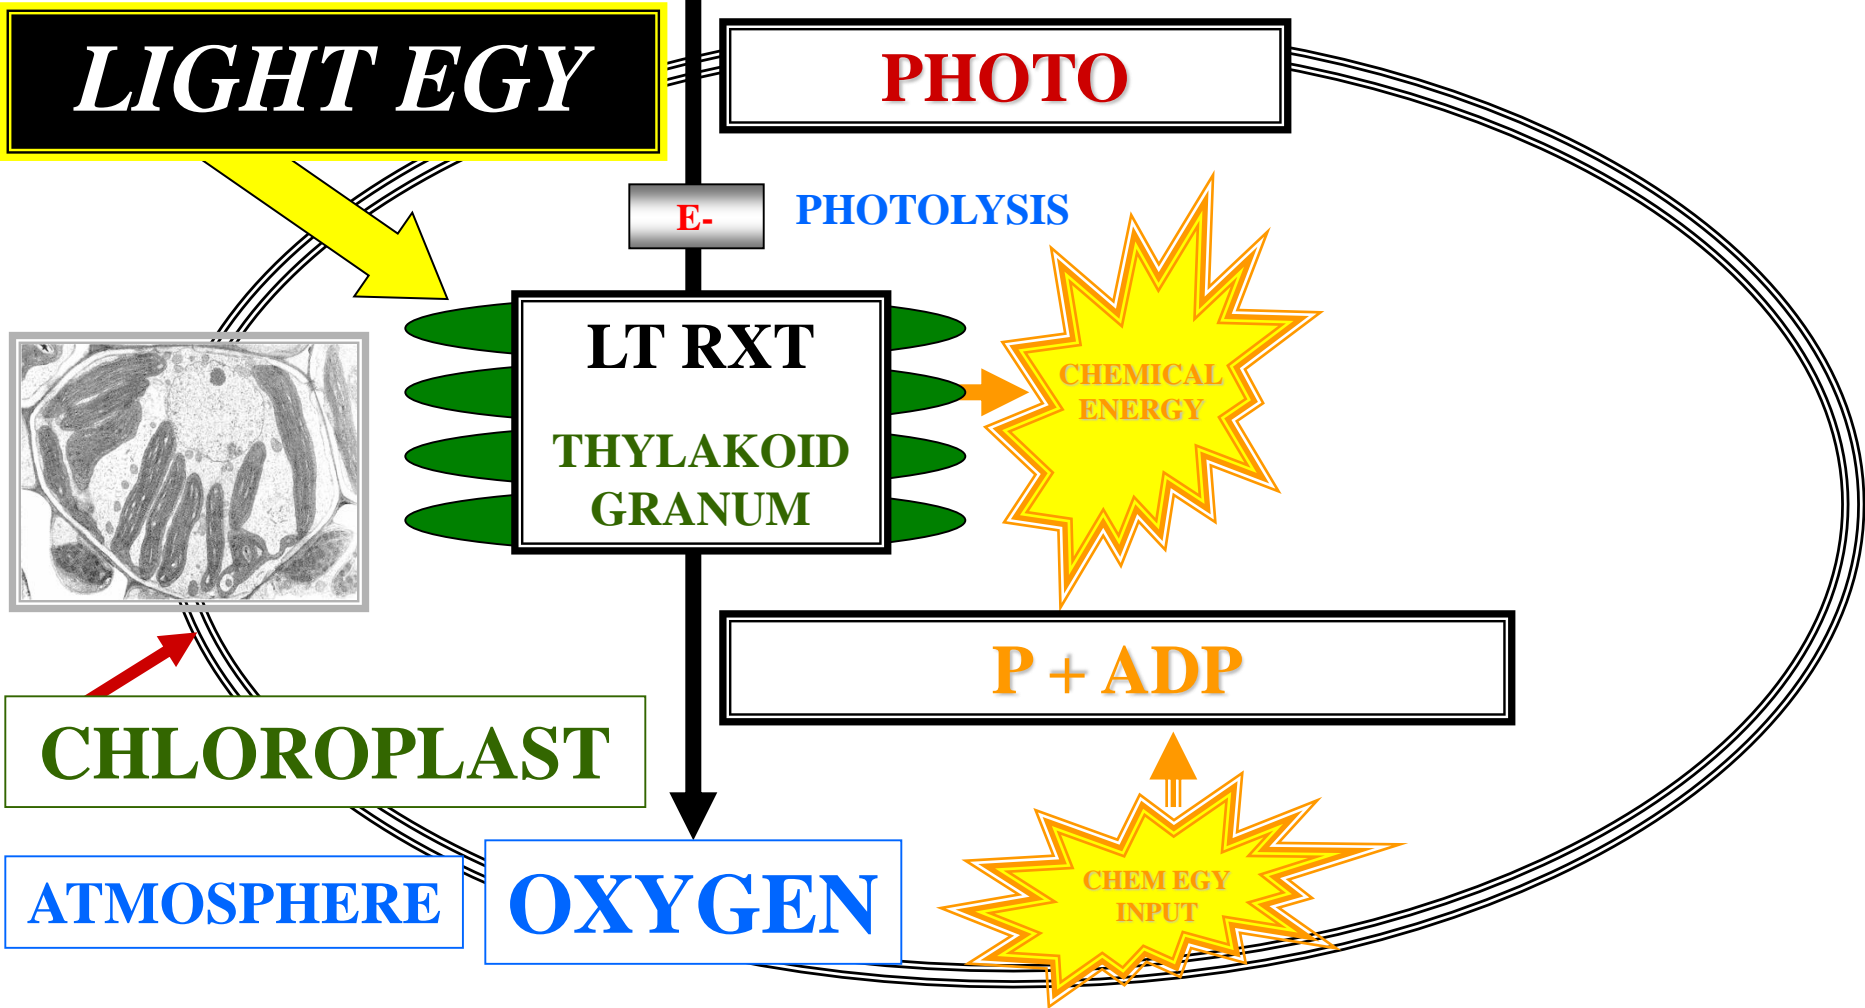 LIGHT EGY
PHOTO
E-
PHOTOLYSIS
LT RXT
THYLAKOID
GRANUM
CHEMICAL
ENERGY
P + ADP
CHLOROPLAST
ATMOSPHERE
OXYGEN
CHEM EGY
INPUT